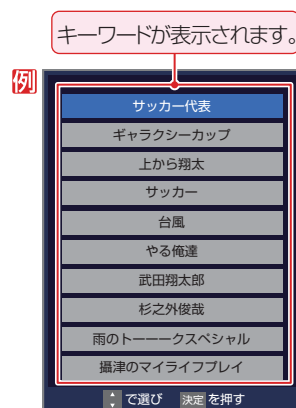 キーワードが表示されます。
例
サッカー代表
ギャラクシーカップ
上から翔太
サッカー
台風
やる俺達
武田翔太郎
杉之外俊哉
雨のトーーークスペシャル
攝津のマイライフプレイ
で選び 決定 を押す